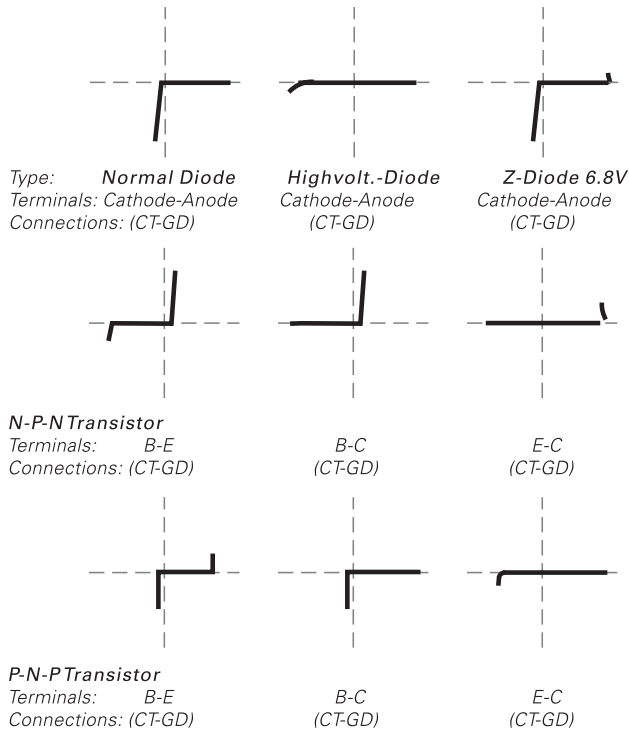 Type: Normal Diode Highvolt.-Diode Z-Diode 6.8V
Terminals: Cathode-Anode Cathode-Anode Cathode-Anode
Connections: (CT-GD) (CT-GD) (CT-GD)
N-P-N Transistor
Terminals: B-E B-C E-C
Connections: (CT-GD) (CT-GD) (CT-GD)
P-N-P Transistor
Terminals: B-E B-C E-C
Connections: (CT-GD) (CT-GD) (CT-GD)